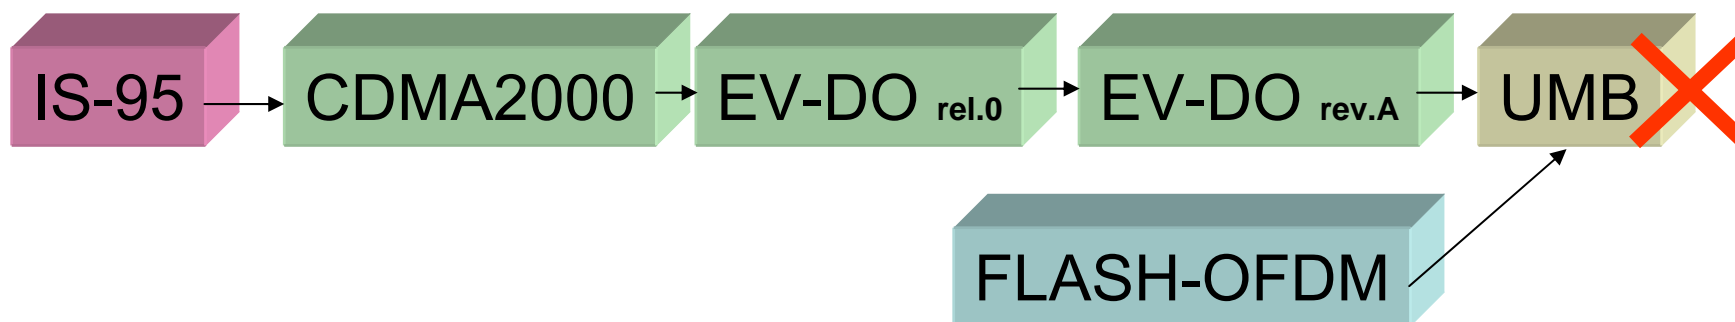 IS-95 CDMA2000 EV-DO rel.0 EV-DO rev.A UMB
FLASH-OFDM